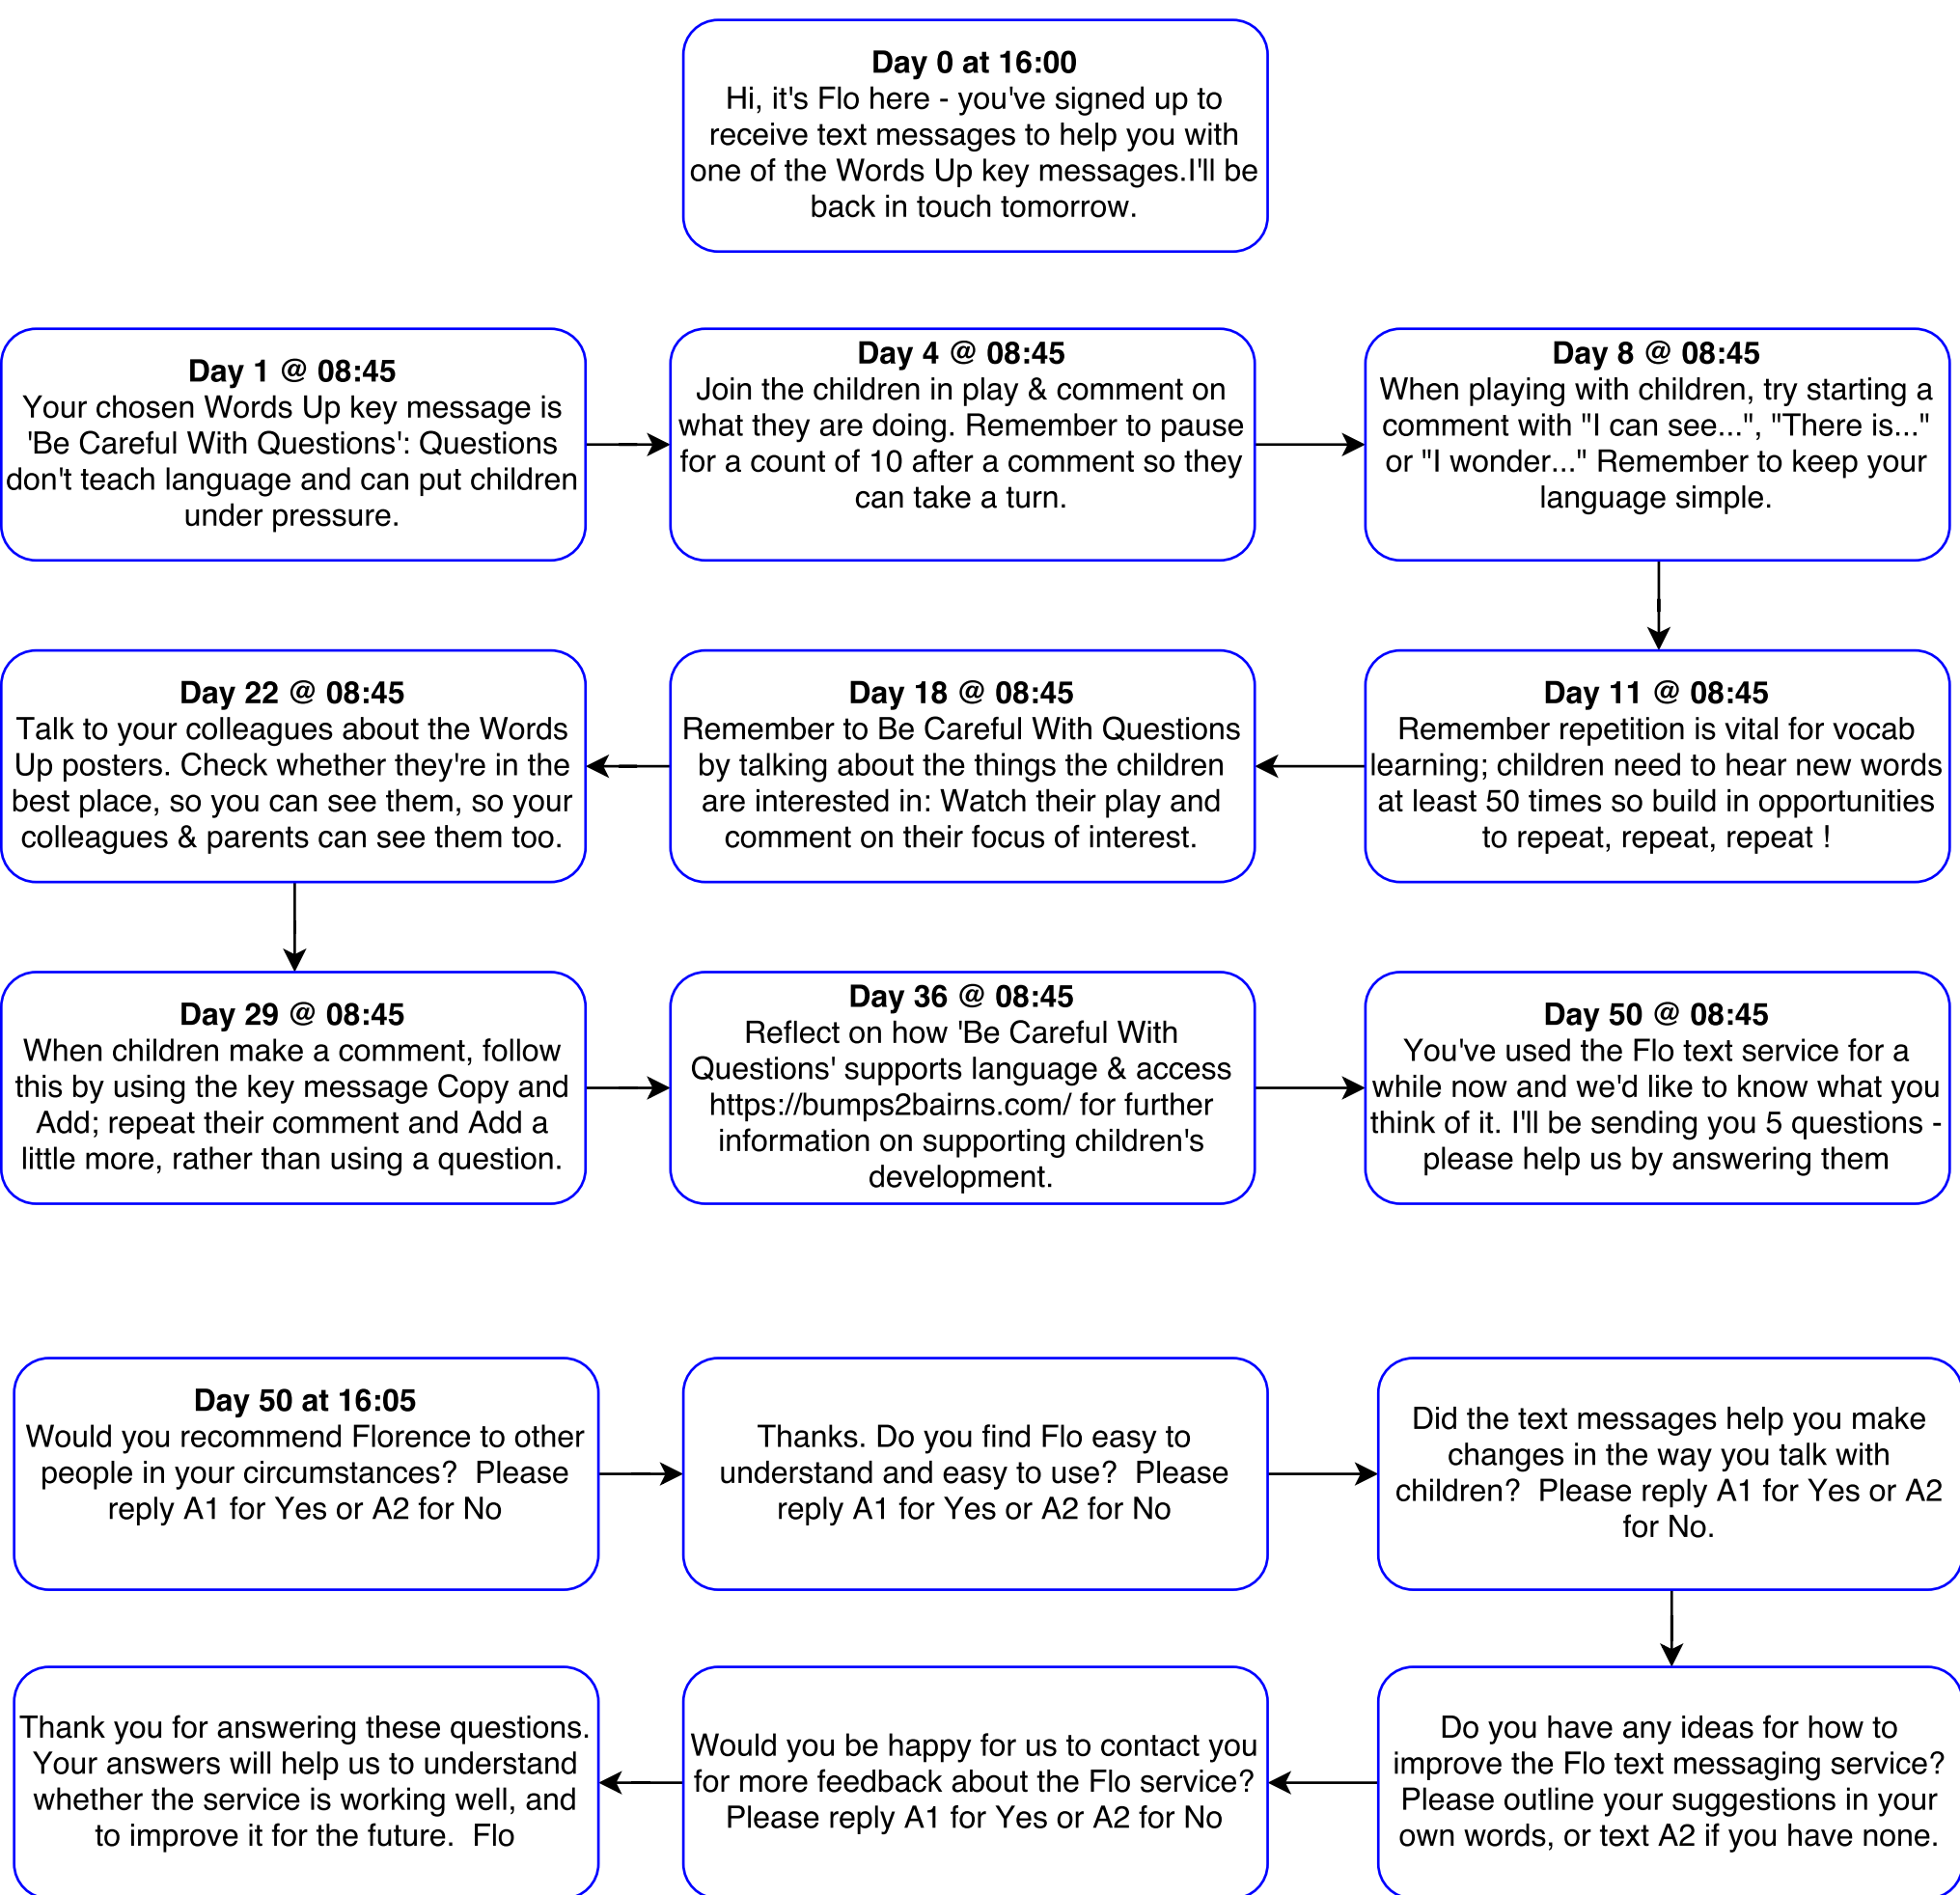 Day 0 at 16:00
Hi, it's Flo here - you've signed up to
receive text messages to help you with
one of the Words Up key messages.I'll be
back in touch tomorrow.
Day 1 @ 08:45
Your chosen Words Up key message is
'Be Careful With Questions': Questions
don't teach language and can put children
under pressure.
Day 4 @ 08:45
Join the children in play & comment on
what they are doing. Remember to pause
for a count of 10 after a comment so they
can take a turn.
Day 8 @ 08:45
When playing with children, try starting a
comment with "I can see...", "There is..."
or "I wonder..." Remember to keep your
language simple.
Day 11 @ 08:45
Remember repetition is vital for vocab
learning; children need to hear new words
at least 50 times so build in opportunities
to repeat, repeat, repeat !
Day 18 @ 08:45
Remember to Be Careful With Questions
by talking about the things the children
are interested in: Watch their play and
comment on their focus of interest.
Day 22 @ 08:45
Talk to your colleagues about the Words
Up posters. Check whether they're in the
best place, so you can see them, so your
colleagues & parents can see them too.
Day 29 @ 08:45
When children make a comment, follow
this by using the key message Copy and
Add; repeat their comment and Add a
little more, rather than using a question.
Day 36 @ 08:45
Reflect on how 'Be Careful With
Questions' supports language & access
https://bumps2bairns.com/ for further
information on supporting children's
development.
Day 50 @ 08:45
You've used the Flo text service for a
while now and we'd like to know what you
think of it. I'll be sending you 5 questions -
please help us by answering them
Day 50 at 16:05
Would you recommend Florence to other
people in your circumstances?  Please
reply A1 for Yes or A2 for No
Thanks. Do you find Flo easy to
understand and easy to use?  Please
reply A1 for Yes or A2 for No
Did the text messages help you make
changes in the way you talk with
children?  Please reply A1 for Yes or A2
for No.
Do you have any ideas for how to
improve the Flo text messaging service?
Please outline your suggestions in your
own words, or text A2 if you have none.
Would you be happy for us to contact you
for more feedback about the Flo service?
Please reply A1 for Yes or A2 for No
Thank you for answering these questions.
Your answers will help us to understand
whether the service is working well, and
to improve it for the future.  Flo